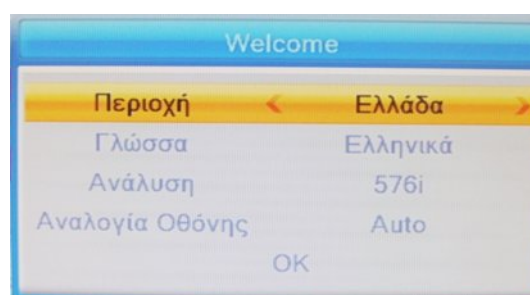 Welcome
Περιοχή < Ελλάδα >
Γλώσσα Ελληνικά
Ανάλυση 576i
Αναλογία Οθόνης Auto
OK